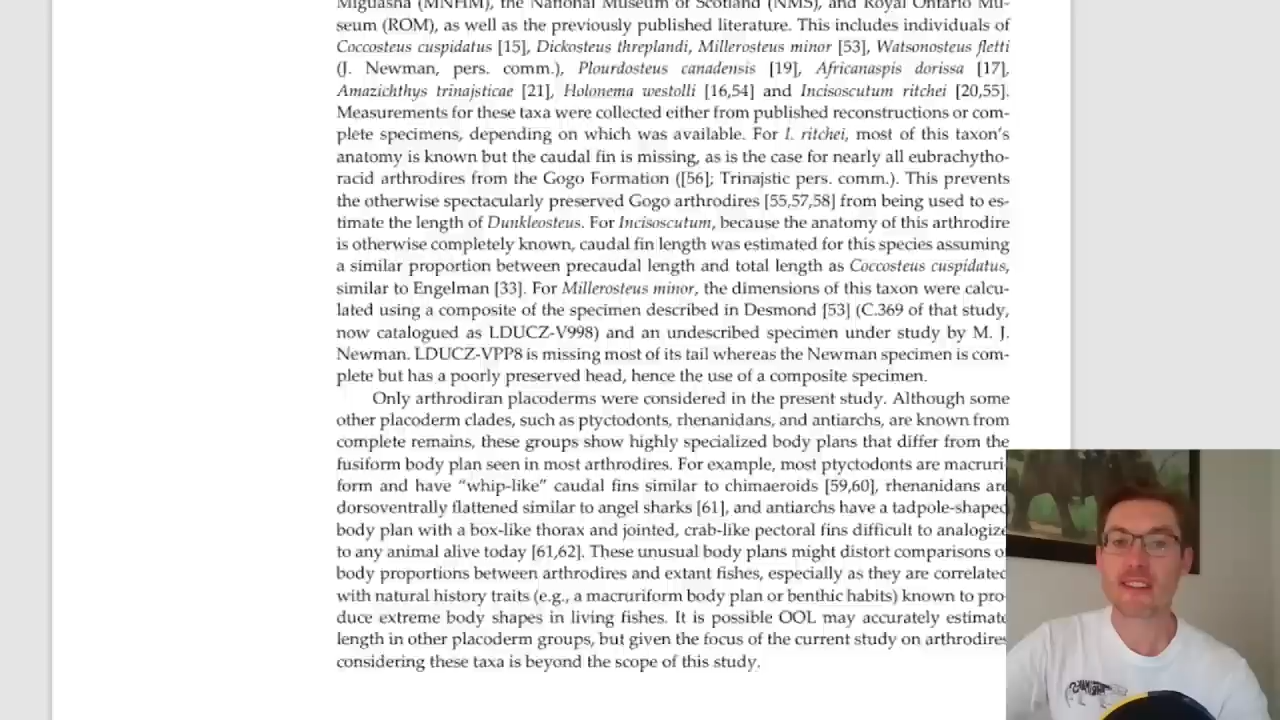 Miguasha (MNHM), the National Museum of Scotland (NMS), and Royal Ontario Mu-
seum (ROM), as well as the previously published literature. This includes individuals of
Coccosteus cuspidatus [15], Dickosteus threplandi, Millerosteus minor [53], Watsonosteus fletti
(J. Newman, pers. comm.), Plourdosteus canadensis [19], Africanaspis dorissa [17],
Amazichthys trinajsticae [21], Holonema westolli [16,54] and Incisoscutum ritchei [20,55].
Measurements for these taxa were collected either from published reconstructions or com-
plete specimens, depending on which was available. For I. ritchei, most of this taxon's
anatomy is known but the caudal fin is missing, as is the case for nearly all eubrachytho-
racid arthrodires from the Gogo Formation ([56]; Trinajstic pers. comm.). This prevents
the otherwise spectacularly preserved Gogo arthrodires [55,57,58] from being used to es-
timate the length of Dunkleosteus. For Incisoscutum, because the anatomy of this arthrodire
is otherwise completely known, caudal fin length was estimated for this species assuming
a similar proportion between precaudal length and total length as Coccosteus cuspidatus,
similar to Engelman [33]. For Millerosteus minor, the dimensions of this taxon were calcu-
lated using a composite of the specimen described in Desmond [53] (C.369 of that study,
now catalogued as LDUCZ-V998) and an undescribed specimen under study by M. J.
Newman. LDUCZ-VPP8 is missing most of its tail whereas the Newman specimen is com-
plete but has a poorly preserved head, hence the use of a composite specimen.
Only arthrodiran placoderms were considered in the present study. Although some
other placoderm clades, such as ptyctodonts, rhenanidans, and antiarchs, are known from
complete remains, these groups show highly specialized body plans that differ from the
fusiform body plan seen in most arthrodires. For example, most ptyctodonts are macruri
form and have "whip-like" caudal fins similar to chimaeroids [59,60], rhenanidans are
dorsoventrally flattened similar to angel sharks [61], and antiarchs have a tadpole-shaped
body plan with a box-like thorax and jointed, crab-like pectoral fins difficult to analogize
to any animal alive today [61,62]. These unusual body plans might distort comparisons of
body proportions between arthrodires and extant fishes, especially as they are correlated
with natural history traits (e.g., a macruriform body plan or benthic habits) known to pro-
duce extreme body shapes in living fishes. It is possible OOL may accurately estimate
length in other placoderm groups, but given the focus of the current study on arthrodires
considering these taxa is beyond the scope of this study.